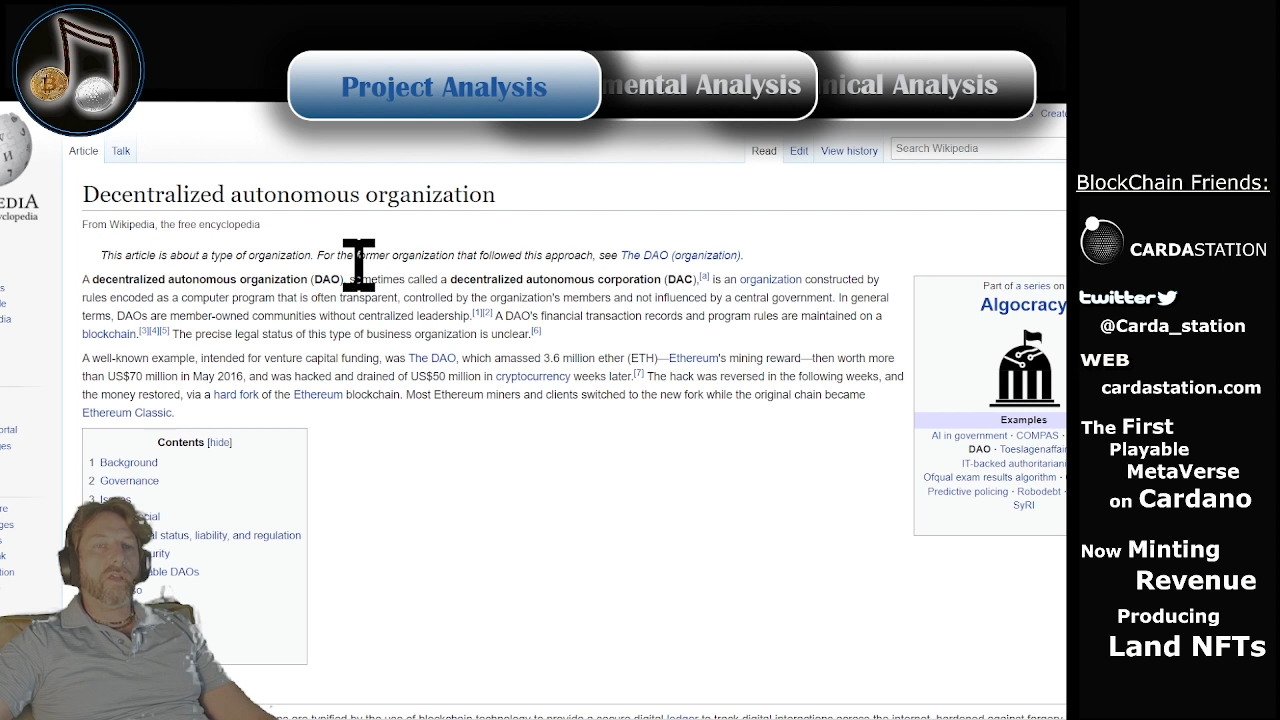 Project Analysis
mental Analysis
nical Analysis
Create
Article
Talk
Read
Edit
View history
Search Wikipedia
Decentralized autonomous organization
From Wikipedia, the free encyclopedia
This article is about a type of organization. For the former organization that followed this approach, see The DAO (organization).
A decentralized autonomous organization (DAO), sometimes called a decentralized autonomous corporation (DAC),[a] is an organization constructed by
rules encoded as a computer program that is often transparent, controlled by the organization's members and not influenced by a central government. In general
terms, DAOs are member-owned communities without centralized leadership.[1][2] A DAO's financial transaction records and program rules are maintained on a
blockchain.[3][4][5] The precise legal status of this type of business organization is unclear.[6]
A well-known example, intended for venture capital funding, was The DAO, which amassed 3.6 million ether (ETH)—Ethereum's mining reward—then worth more
than US$70 million in May 2016, and was hacked and drained of US$50 million in cryptocurrency weeks later.[7] The hack was reversed in the following weeks, and
the money restored, via a hard fork of the Ethereum blockchain. Most Ethereum miners and clients switched to the new fork while the original chain became
Ethereum Classic.
Contents [hide]
1 Background
2 Governance
3 Issues
cial
al status, liability, and regulation
urity
able DAOs
so
Part of a series on
Algocracy
Examples
AI in government · COMPAS ·
DAO · Toeslagenaffair
IT-backed authoritariani
Ofqual exam results algorithm ·
Predictive policing · Robodebt ·
SyRI
BlockChain Friends:
CARDASTATION
twitter
@Carda_station
WEB
cardastation.com
The First
Playable
MetaVerse
on Cardano
Now Minting
Revenue
Producing
Land NFTs